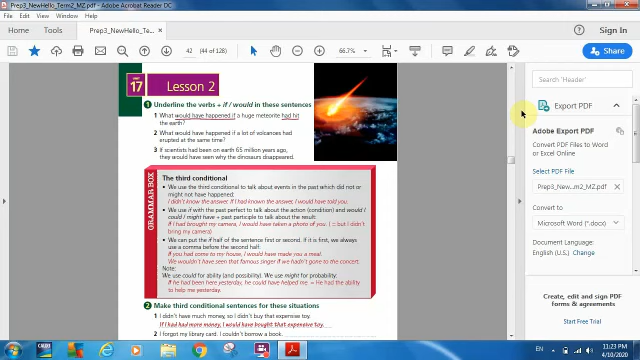 Prep3_NewHello_Term2_MZ.pdf - Adobe Acrobat Reader DC
File Edit View Window Help
Home Tools Prep3_NewHello_Ter... × Sign In
42 (44 of 128) 66.7% Share
UNIT
17 Lesson 2
1 Underline the verbs + if / would in these sentences
1 What would have happened if a huge meteorite had hit
the earth?
2 What would have happened if a lot of volcanoes had
erupted at the same time?
3 If scientists had been on earth 65 million years ago,
they would have seen why the dinosaurs disappeared.
GRAMMAR BOX
The third conditional
• We use the third conditional to talk about events in the past which did not or
might not have happened:
I didn't know the answer. If I had known the answer, I would have told you.
• We use if with the past perfect to talk about the action (condition) and would /
could / might have + past participle to talk about the result:
If I had brought my camera, I would have taken a photo of you. (= but I didn't
bring my camera)
• We can put the if half of the sentence first or second. If it is first, we always
use a comma before the second half:
If you had come to my house, I would have made you a meal.
We wouldn't have seen that famous singer if we hadn't gone to the concert.
Note:
We use could for ability (and possibility). We use might for probability:
If he had been here yesterday, he could have helped me = He had the ability
to help me yesterday.
2 Make third conditional sentences for these situations
1 I didn't have much money, so I didn't buy that expensive toy.
If I had had more money, I would have bought that expensive toy.
2 I forgot my library card. I couldn't borrow a book.
Search 'Header'
Export PDF
Adobe Export PDF
Convert PDF Files to Word
or Excel Online
Select PDF File
Prep3_New...m2_MZ.pdf ×
Convert to
Microsoft Word (*.docx)
Document Language:
English (U.S.) Change
Create, edit and sign PDF
forms & agreements
Start Free Trial
EN 11:23 PM
4/10/2020